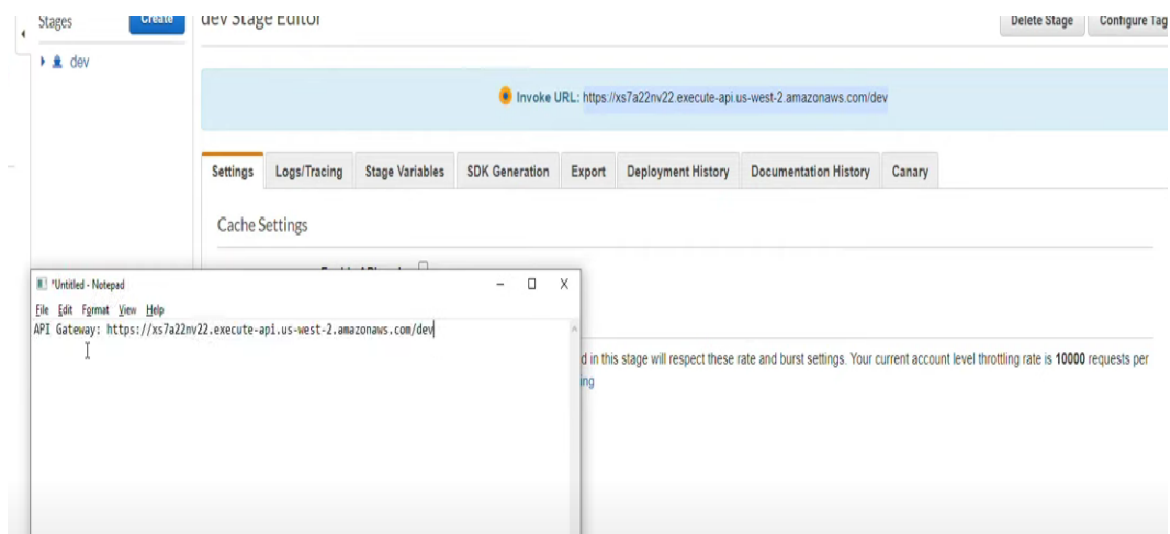 Stages
Create
dev Stage Editor
Delete Stage
Configure Tag
dev
Invoke URL: https://xs7a22nv22.execute-api.us-west-2.amazonaws.com/dev
Settings
Logs/Tracing
Stage Variables
SDK Generation
Export
Deployment History
Documentation History
Canary
Cache Settings
*Untitled - Notepad
File Edit Format View Help
API Gateway: https://xs7a22nv22.execute-api.us-west-2.amazonaws.com/dev
d in this stage will respect these rate and burst settings. Your current account level throttling rate is 10000 requests per
ing